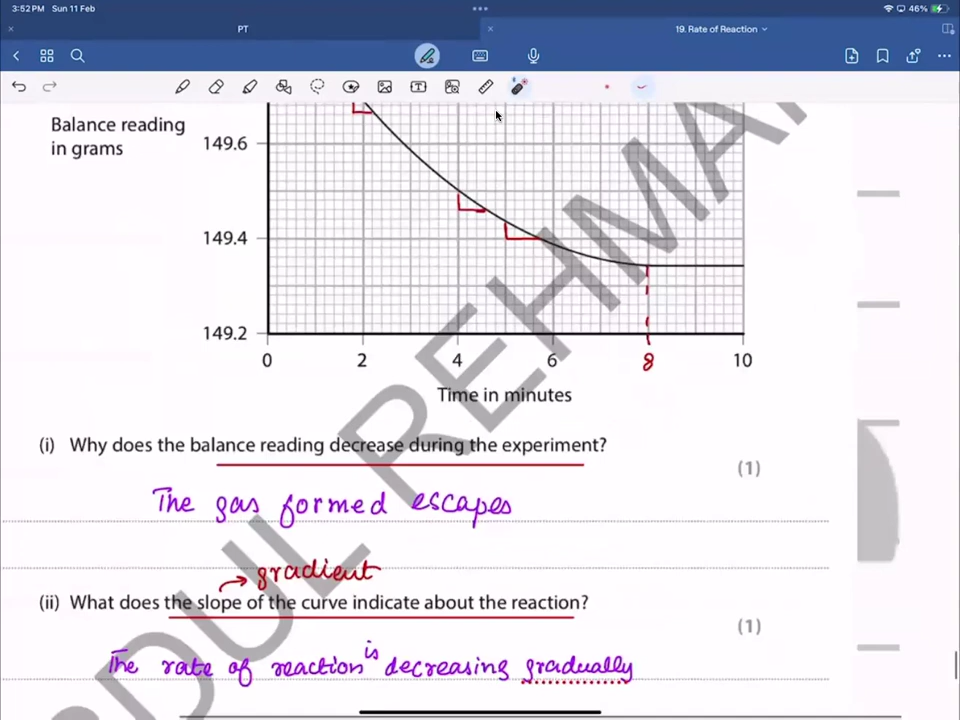 3:52 PM Sun 11 Feb
46%
PT
19. Rate of Reaction
Balance reading
in grams
149.6
149.4
149.2
0 2 4 6 8 10
Time in minutes
(i) Why does the balance reading decrease during the experiment?
(1)
The gas formed escapes
→ gradient
(ii) What does the slope of the curve indicate about the reaction?
(1)
The rate of reaction is decreasing gradually
DUL REHMA